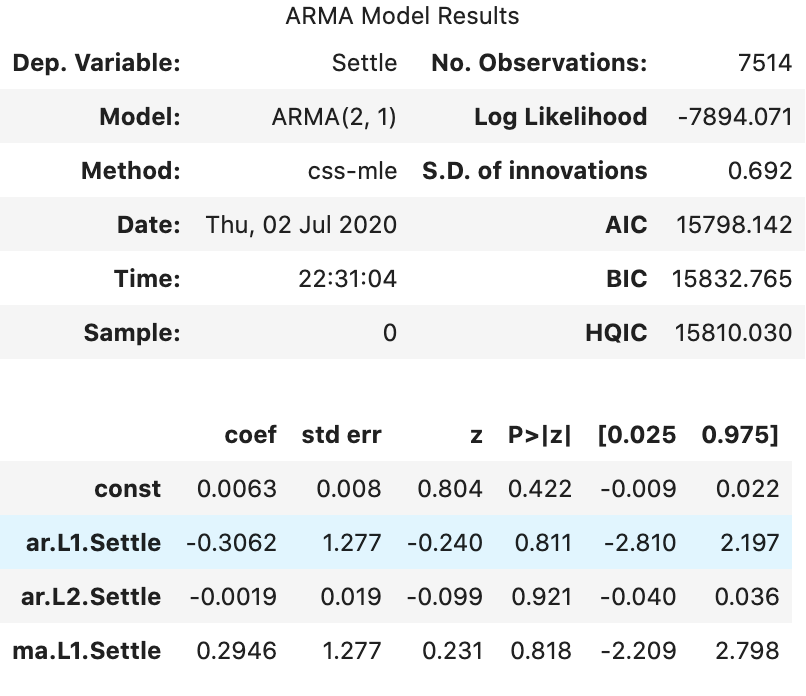 ARMA Model Results
Dep. Variable: Settle No. Observations: 7514
Model: ARMA(2, 1) Log Likelihood -7894.071
Method: css-mle S.D. of innovations 0.692
Date: Thu, 02 Jul 2020 AIC 15798.142
Time: 22:31:04 BIC 15832.765
Sample: 0 HQIC 15810.030
coef std err z P>|z| [0.025 0.975]
const 0.0063 0.008 0.804 0.422 -0.009 0.022
ar.L1.Settle -0.3062 1.277 -0.240 0.811 -2.810 2.197
ar.L2.Settle -0.0019 0.019 -0.099 0.921 -0.040 0.036
ma.L1.Settle 0.2946 1.277 0.231 0.818 -2.209 2.798